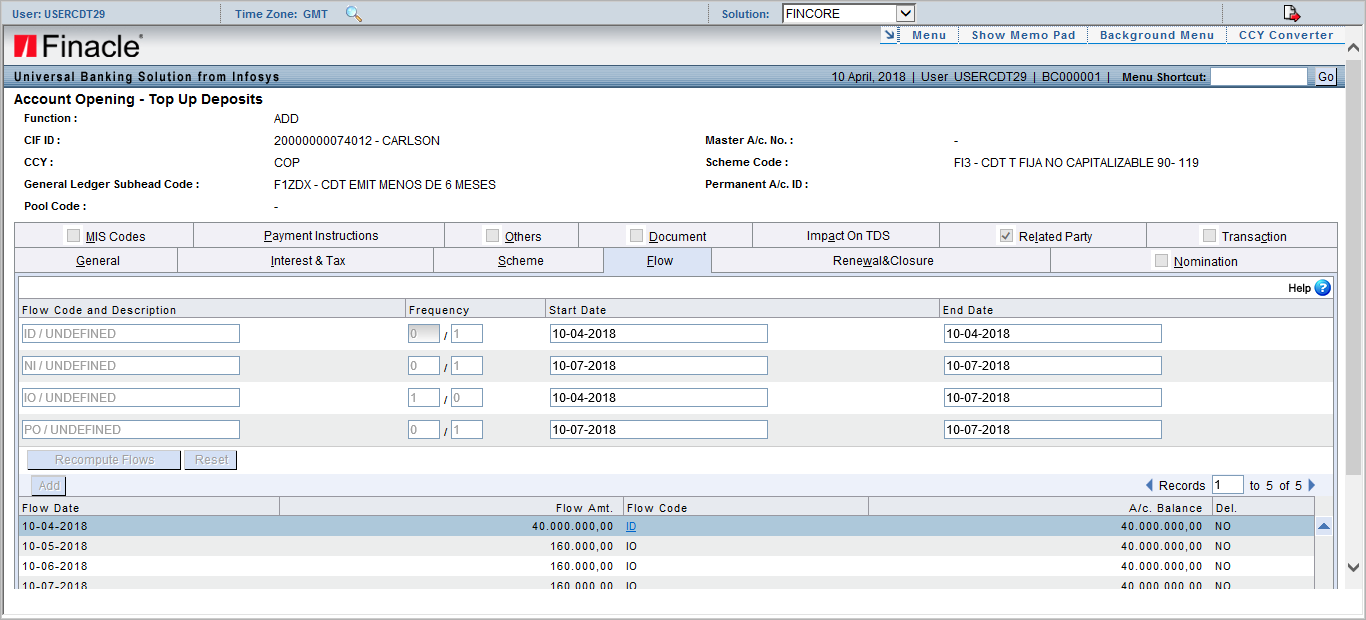 User: USERCDT29 Time Zone: GMT Solution: FINCORE
Menu Show Memo Pad Background Menu CCY Converter
Finacle
Universal Banking Solution from Infosys 10 April, 2018 | User USERCDT29 | BC000001 | Menu Shortcut: Go
Account Opening - Top Up Deposits
Function : ADD
CIF ID : 20000000074012 - CARLSON Master A/c. No. : -
CCY : COP Scheme Code : FI3 - CDT T FIJA NO CAPITALIZABLE 90- 119
General Ledger Subhead Code : F1ZDX - CDT EMIT MENOS DE 6 MESES Permanent A/c. ID :
Pool Code : -
MIS Codes Payment Instructions Others Document Impact On TDS Related Party Transaction
General Interest & Tax Scheme Flow Renewal&Closure Nomination
Help ?
Flow Code and Description Frequency Start Date End Date
ID / UNDEFINED 0 / 1 10-04-2018 10-04-2018
NI / UNDEFINED 0 / 1 10-07-2018 10-07-2018
IO / UNDEFINED 1 / 0 10-04-2018 10-07-2018
PO / UNDEFINED 0 / 1 10-07-2018 10-07-2018
Recompute Flows Reset
Add Records 1 to 5 of 5
Flow Date Flow Amt. Flow Code A/c. Balance Del.
10-04-2018 40.000.000,00 ID 40.000.000,00 NO
10-05-2018 160.000,00 IO 40.000.000,00 NO
10-06-2018 160.000,00 IO 40.000.000,00 NO
10-07-2018 160.000,00 IO 40.000.000,00 NO